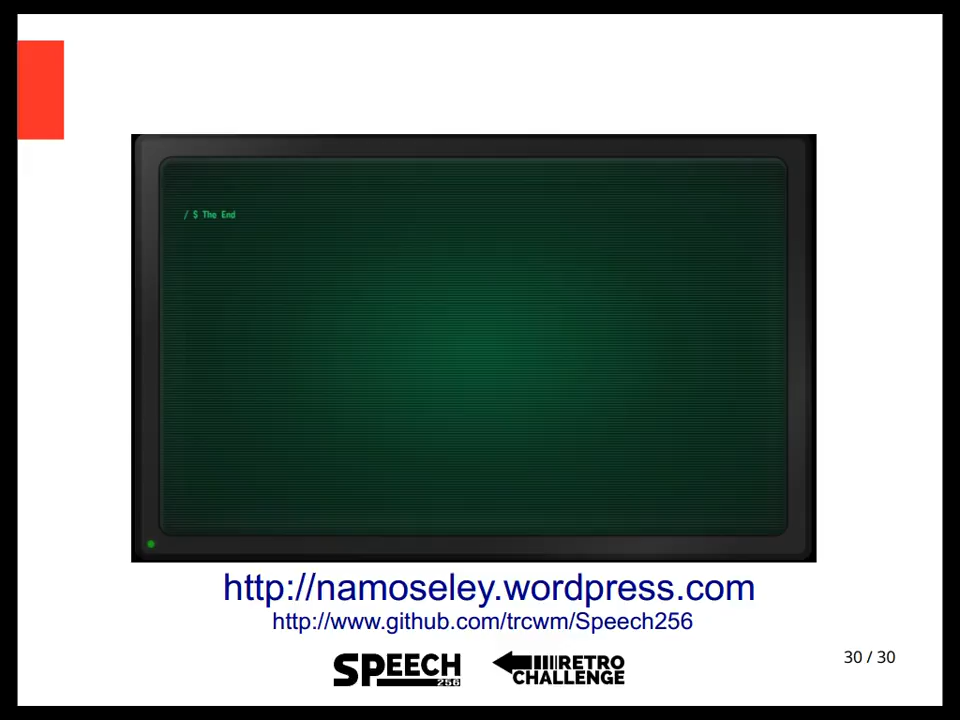 / $ The End
http://namoseley.wordpress.com
http://www.github.com/trcwm/Speech256
SPEECH
256
RETRO
CHALLENGE
30 / 30